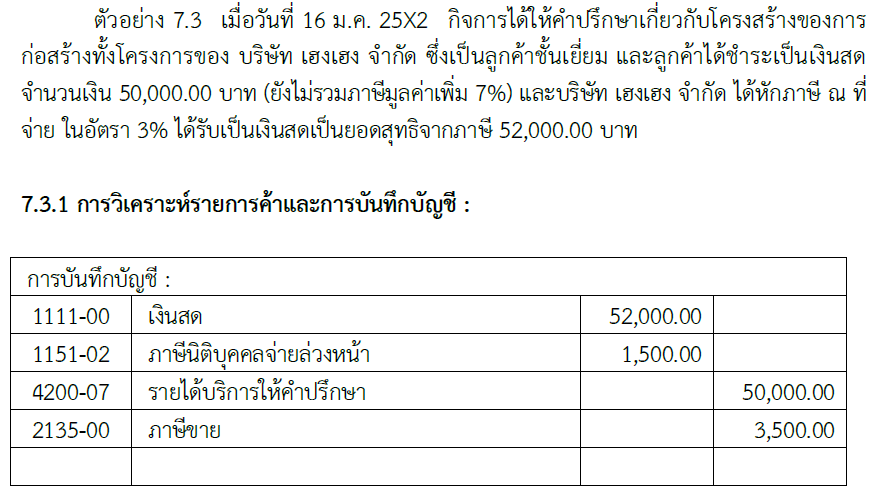 ตัวอย่าง 7.3 เมื่อวันที่ 16 ม.ค. 25X2 กิจการได้ให้คำปรึกษาเกี่ยวกับโครงสร้างของการ
ก่อสร้างทั้งโครงการของ บริษัท เฮงเฮง จำกัด ซึ่งเป็นลูกค้าชั้นเยี่ยม และลูกค้าได้ชำระเป็นเงินสด
จำนวนเงิน 50,000.00 บาท (ยังไม่รวมภาษีมูลค่าเพิ่ม 7%) และบริษัท เฮงเฮง จำกัด ได้หักภาษี ณ ที่
จ่าย ในอัตรา 3% ได้รับเป็นเงินสดเป็นยอดสุทธิจากภาษี 52,000.00 บาท
7.3.1 การวิเคราะห์รายการค้าและการบันทึกบัญชี :
การบันทึกบัญชี :
1111-00 เงินสด 52,000.00
1151-02 ภาษีนิติบุคคลจ่ายล่วงหน้า 1,500.00
4200-07 รายได้บริการให้คำปรึกษา 50,000.00
2135-00 ภาษีขาย 3,500.00